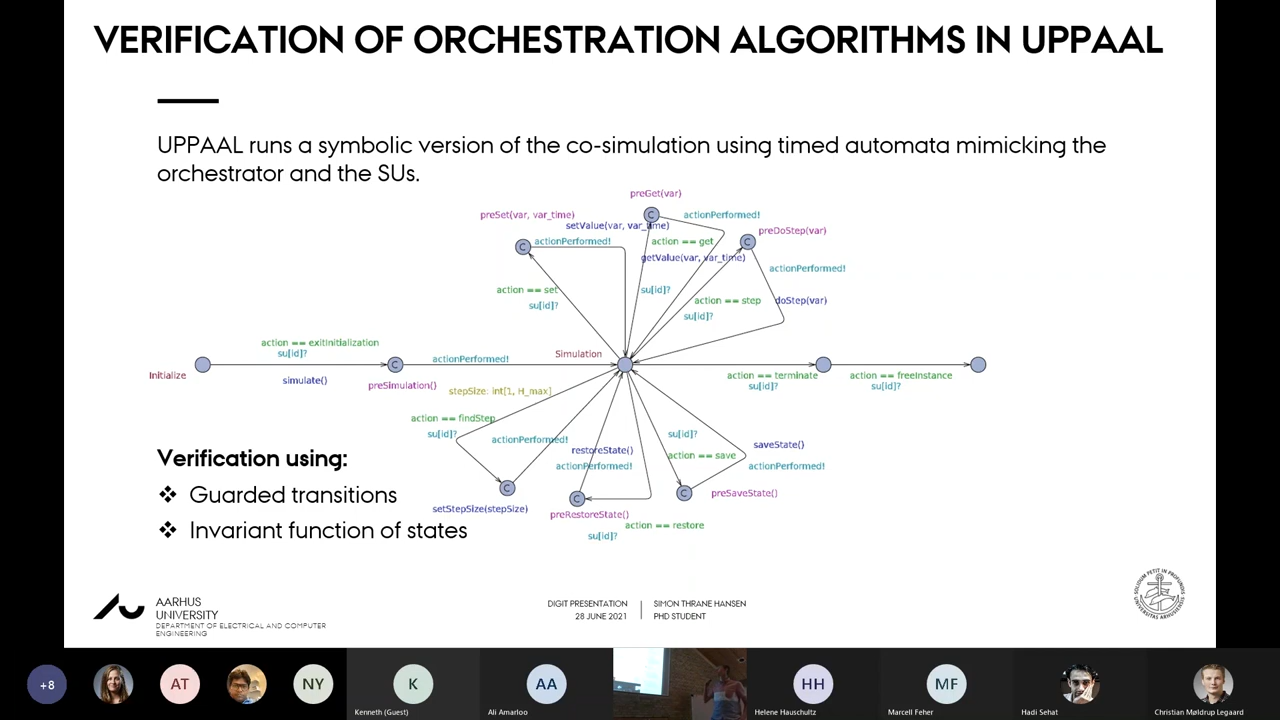 VERIFICATION OF ORCHESTRATION ALGORITHMS IN UPPAAL
UPPAAL runs a symbolic version of the co-simulation using timed automata mimicking the
orchestrator and the SUs.
preGet(var)
preSet(var, var_time)
actionPerformed!
setValue(var, var_time)
preDoStep(var)
actionPerformed!
action == get
getValue(var, var_time)
actionPerformed!
action == set
su[id]?
su[id]?
action == step
doStep(var)
su[id]?
action == exitInitialization
su[id]?
actionPerformed!
Simulation
Initialize
simulate()
preSimulation()
action == terminate
su[id]?
action == freeInstance
su[id]?
stepSize: int[1, H_max]
action == findStep
su[id]?
actionPerformed!
su[id]?
saveState()
restoreState()
action == save
actionPerformed!
actionPerformed!
setStepSize(stepSize)
preRestoreState()
preSaveState()
action == restore
su[id]?
C
C
C
C
C
C
C
Verification using:
❖ Guarded transitions
❖ Invariant function of states
AARHUS
UNIVERSITY
DEPARTMENT OF ELECTRICAL AND COMPUTER
ENGINEERING
DIGIT PRESENTATION
28 JUNE 2021
SIMON THRANE HANSEN
PHD STUDENT
+8
AT
NY
K
Kenneth (Guest)
AA
Ali Amarloo
HH
Helene Hauschultz
MF
Marcell Feher
Hadi Sehat
Christian Møldrup Legaard